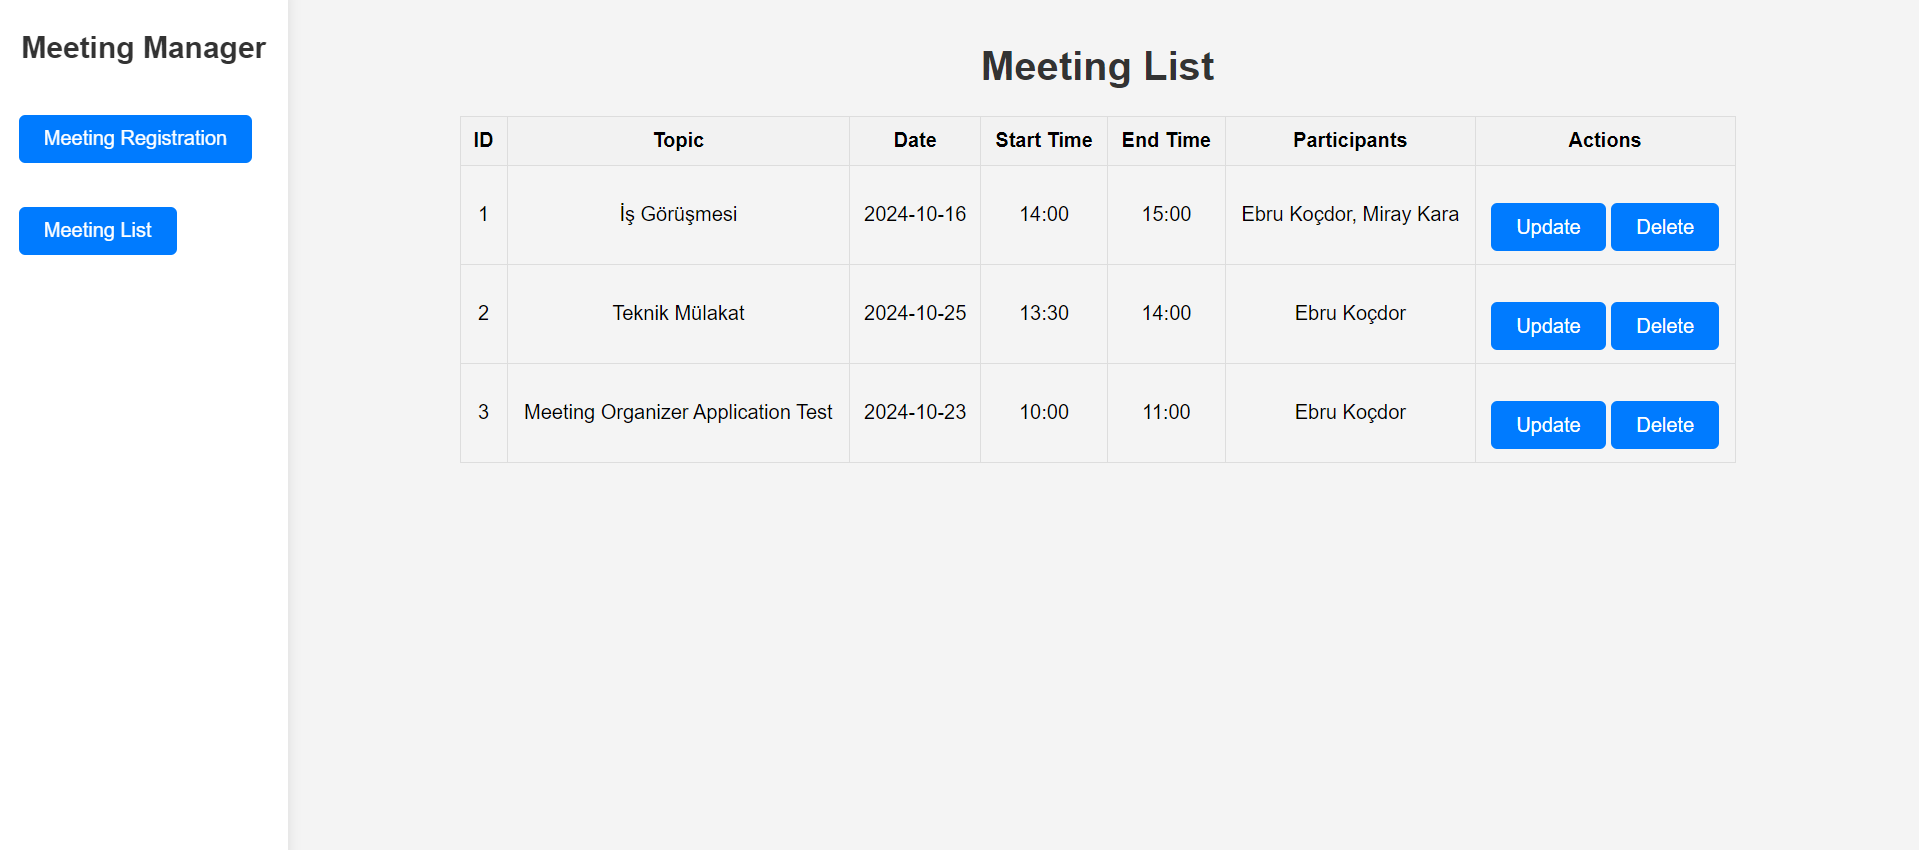 Meeting Manager
Meeting Registration
Meeting List
Meeting List
ID Topic Date Start Time End Time Participants Actions
1 İş Görüşmesi 2024-10-16 14:00 15:00 Ebru Koçdor, Miray Kara Update Delete
2 Teknik Mülakat 2024-10-25 13:30 14:00 Ebru Koçdor Update Delete
3 Meeting Organizer Application Test 2024-10-23 10:00 11:00 Ebru Koçdor Update Delete